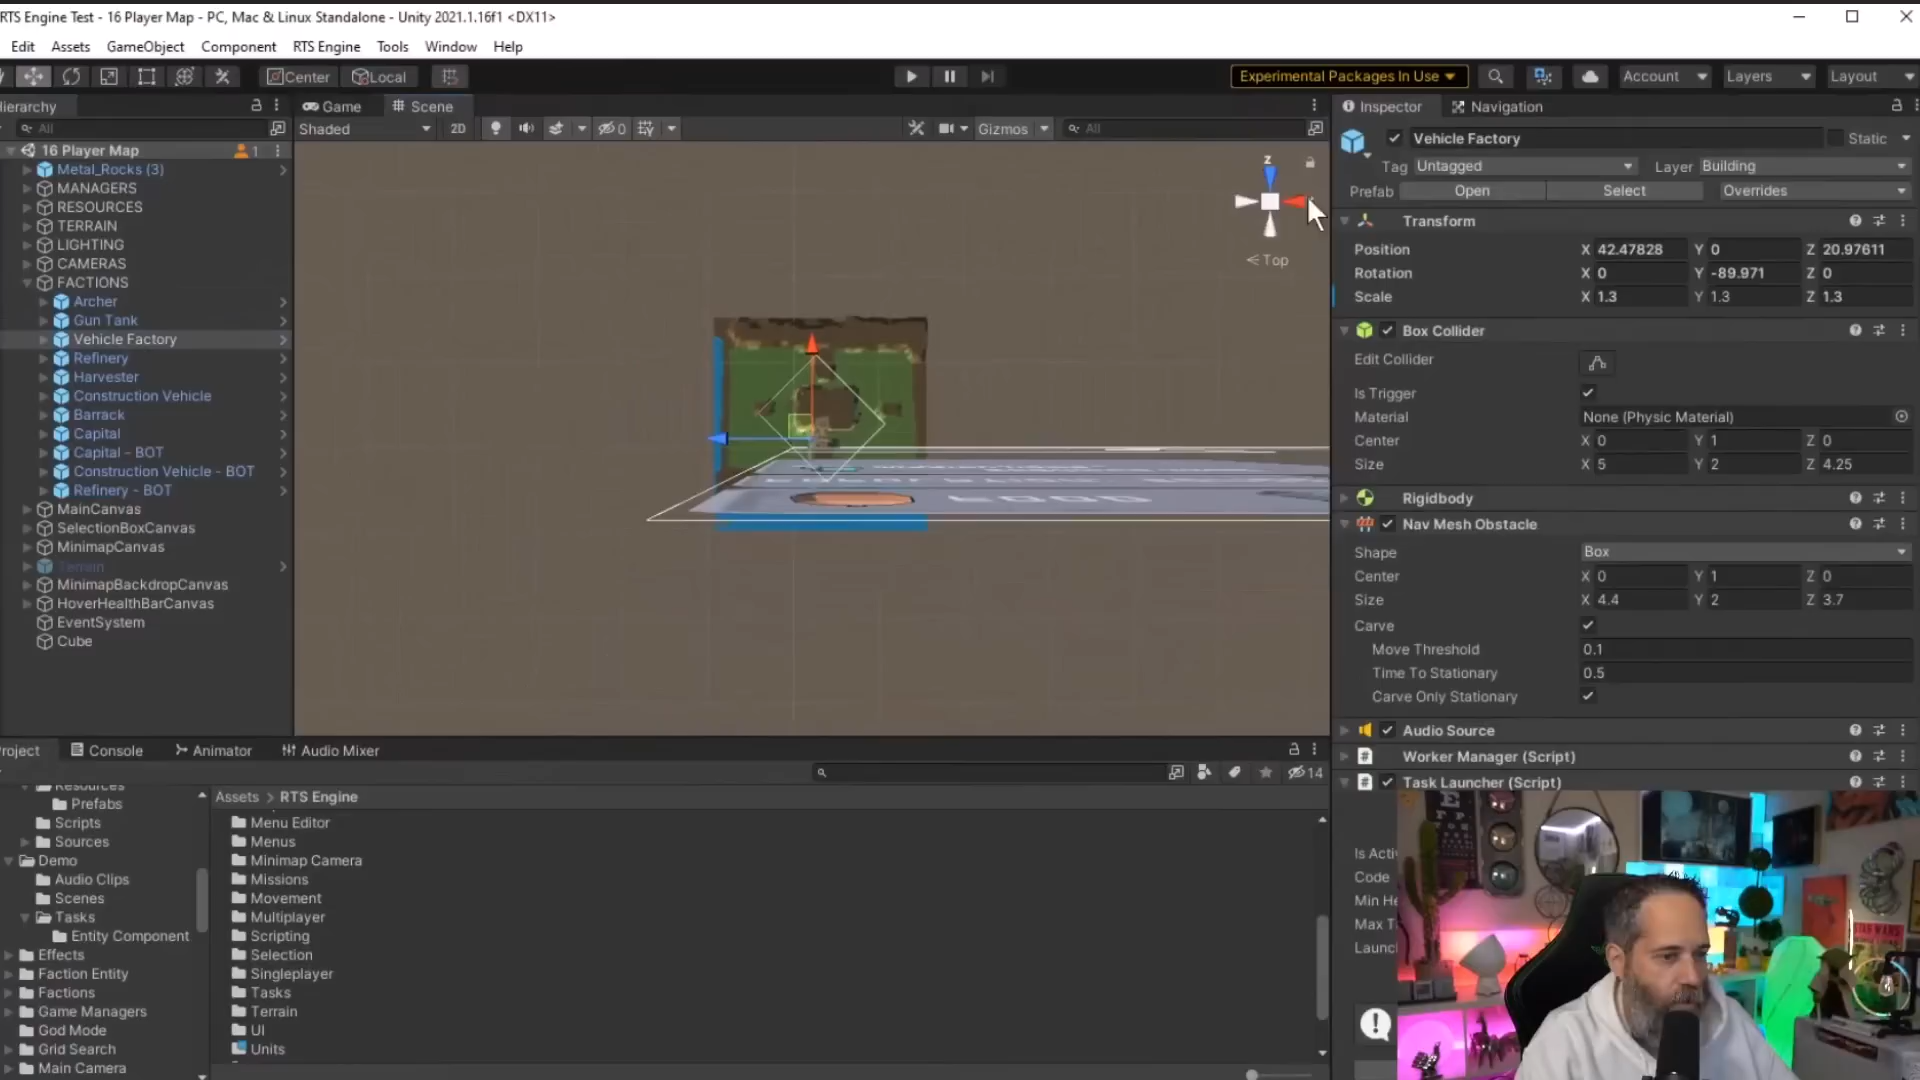 RTS Engine Test - 16 Player Map - PC, Mac & Linux Standalone - Unity 2021.1.16f1 <DX11>
Edit Assets GameObject Component RTS Engine Tools Window Help
Center Local Experimental Packages In Use Account Layers Layout
ierarchy
All
16 Player Map 1
Metal_Rocks (3)
MANAGERS
RESOURCES
TERRAIN
LIGHTING
CAMERAS
FACTIONS
Archer
Gun Tank
Vehicle Factory
Refinery
Harvester
Construction Vehicle
Barrack
Capital
Capital - BOT
Construction Vehicle - BOT
Refinery - BOT
MainCanvas
SelectionBoxCanvas
MinimapCanvas
Terrain
MinimapBackdropCanvas
HoverHealthBarCanvas
EventSystem
Cube
Game Scene
Shaded 2D 0 Gizmos All
z
Top
Inspector Navigation
Vehicle Factory Static
Tag Untagged Layer Building
Prefab Open Select Overrides
Transform
Position X 42.47828 Y 0 Z 20.97611
Rotation X 0 Y -89.971 Z 0
Scale X 1.3 Y 1.3 Z 1.3
Box Collider
Edit Collider
Is Trigger
Material None (Physic Material)
Center X 0 Y 1 Z 0
Size X 5 Y 2 Z 4.25
Rigidbody
Nav Mesh Obstacle
Shape Box
Center X 0 Y 1 Z 0
Size X 4.4 Y 2 Z 3.7
Carve
Move Threshold 0.1
Time To Stationary 0.5
Carve Only Stationary
Audio Source
Worker Manager (Script)
Task Launcher (Script)
Is Acti
Code
Min He
Max T
Launc
roject Console Animator Audio Mixer
14
Resources
Prefabs
Scripts
Sources
Demo
Audio Clips
Scenes
Tasks
Entity Component
Effects
Faction Entity
Factions
Game Managers
God Mode
Grid Search
Main Camera
Assets > RTS Engine
Menu Editor
Menus
Minimap Camera
Missions
Movement
Multiplayer
Scripting
Selection
Singleplayer
Tasks
Terrain
UI
Units